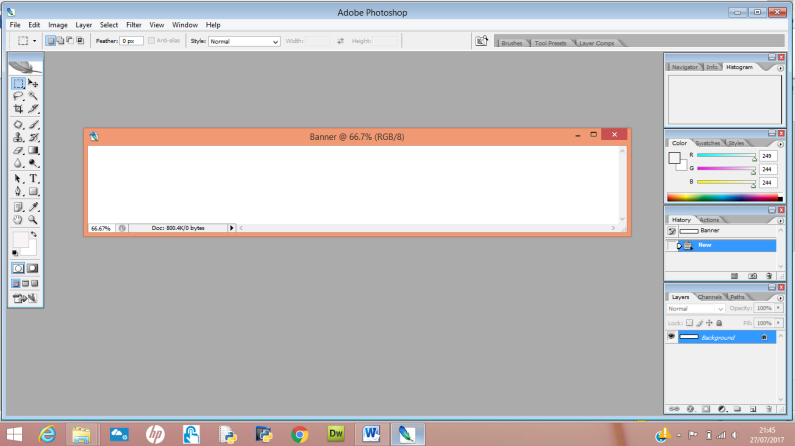 Adobe Photoshop
File Edit Image Layer Select Filter View Window Help
Feather: 0 px Anti-alias Style: Normal Width: Height:
Brushes Tool Presets Layer Comps
Navigator Info Histogram
Banner @ 66.7% (RGB/8)
66.67% Doc: 800.4K/0 bytes
Color Swatches Styles
R 249
G 244
B 244
History Actions
Banner
New
Layers Channels Paths
Normal Opacity: 100%
Lock: Fill: 100%
Background
T
hp
Dw
W
21:45
27/07/2017